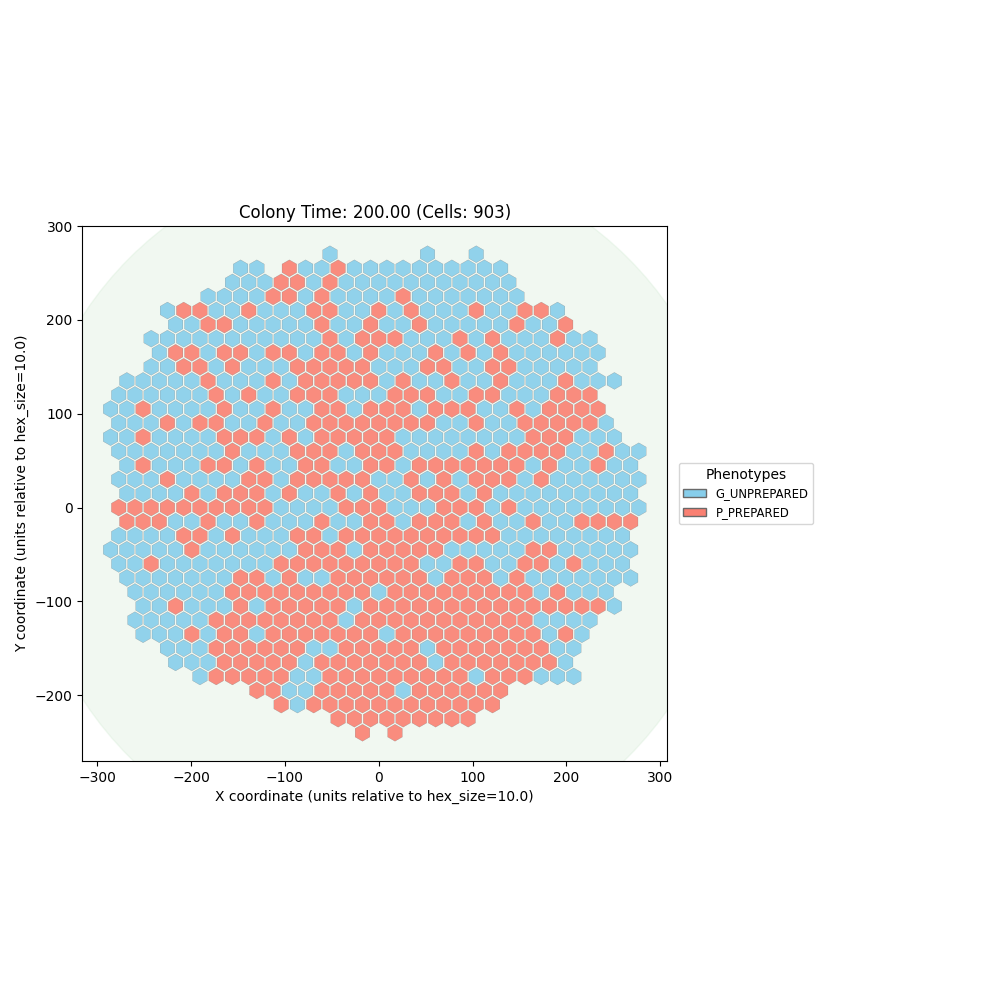 Colony Time: 200.00 (Cells: 903)
300
200
100
0
−100
−200
Y coordinate (units relative to hex_size=10.0)
−300
−200
−100
0
100
200
300
X coordinate (units relative to hex_size=10.0)
Phenotypes
G_UNPREPARED
P_PREPARED